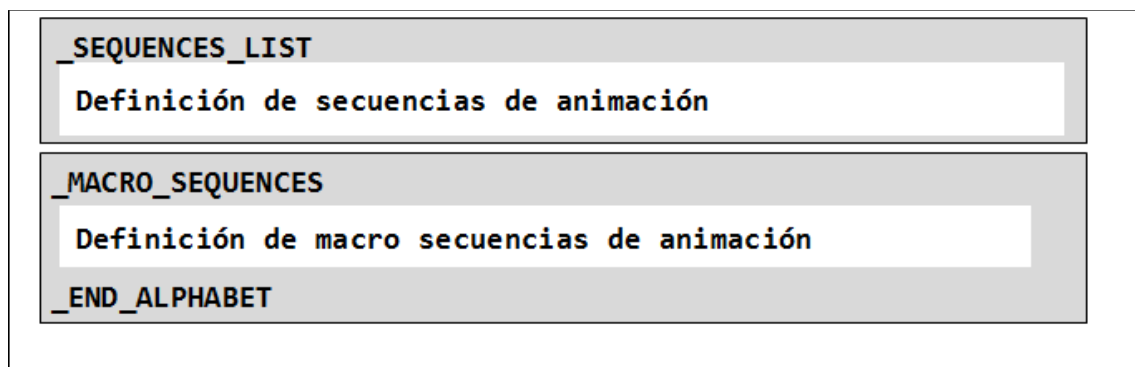 _SEQUENCES_LIST
Definición de secuencias de animación
_MACRO_SEQUENCES
Definición de macro secuencias de animación
_END_ALPHABET